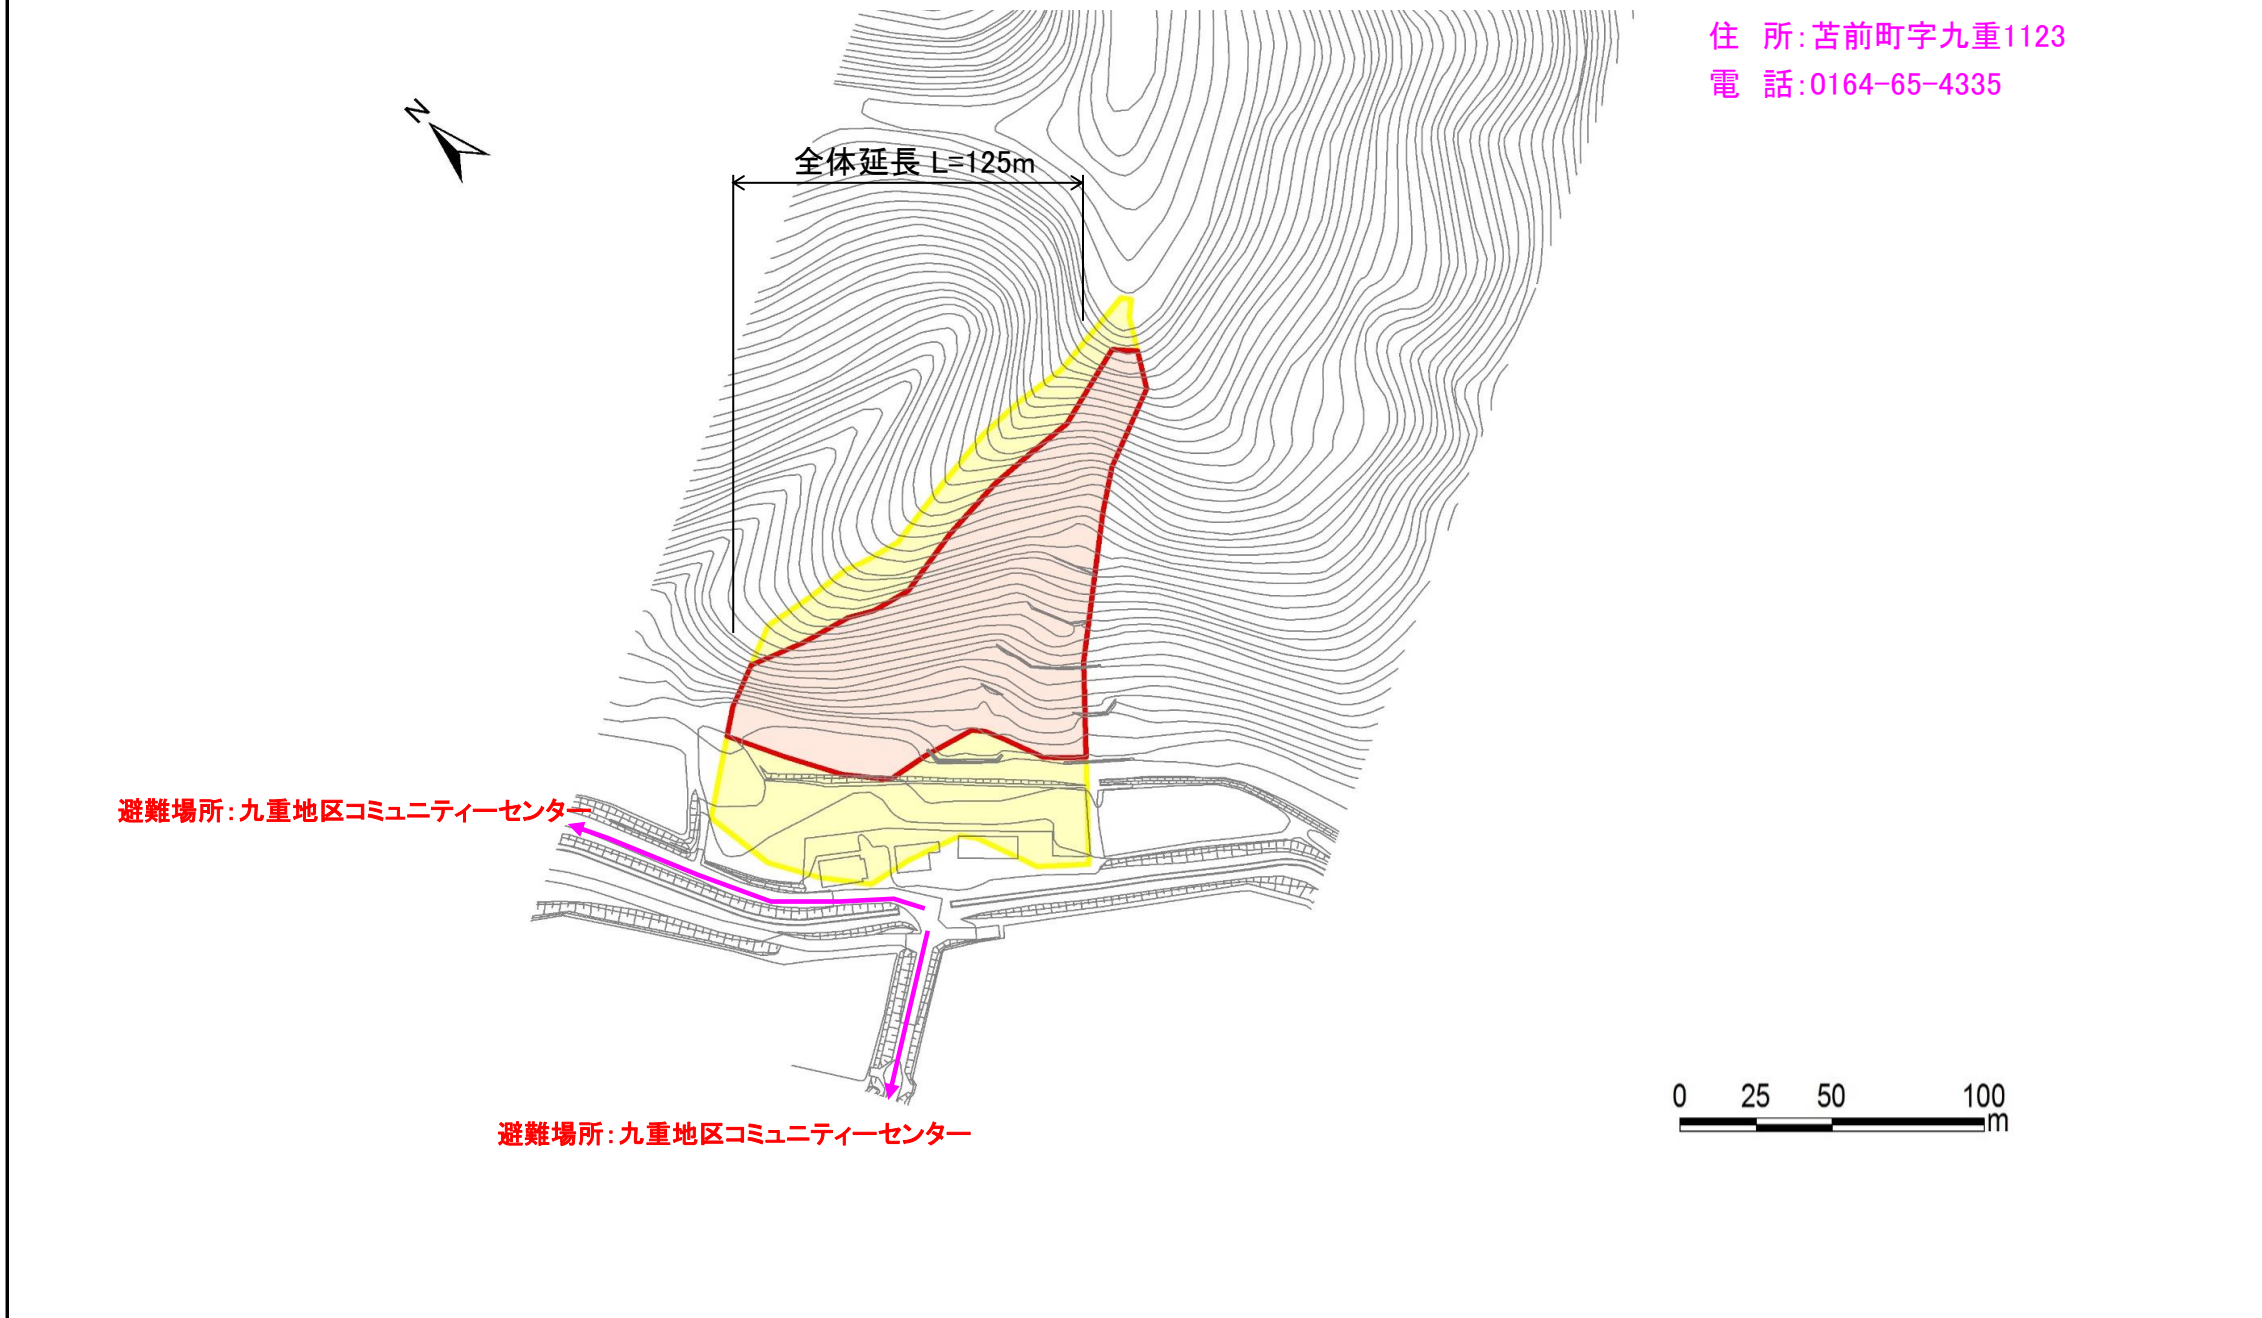 住 所:苫前町字九重1123
電 話:0164-65-4335
N
全体延長 L=125m
避難場所:九重地区コミュニティーセンター
避難場所:九重地区コミュニティーセンター
0 25 50 100
m